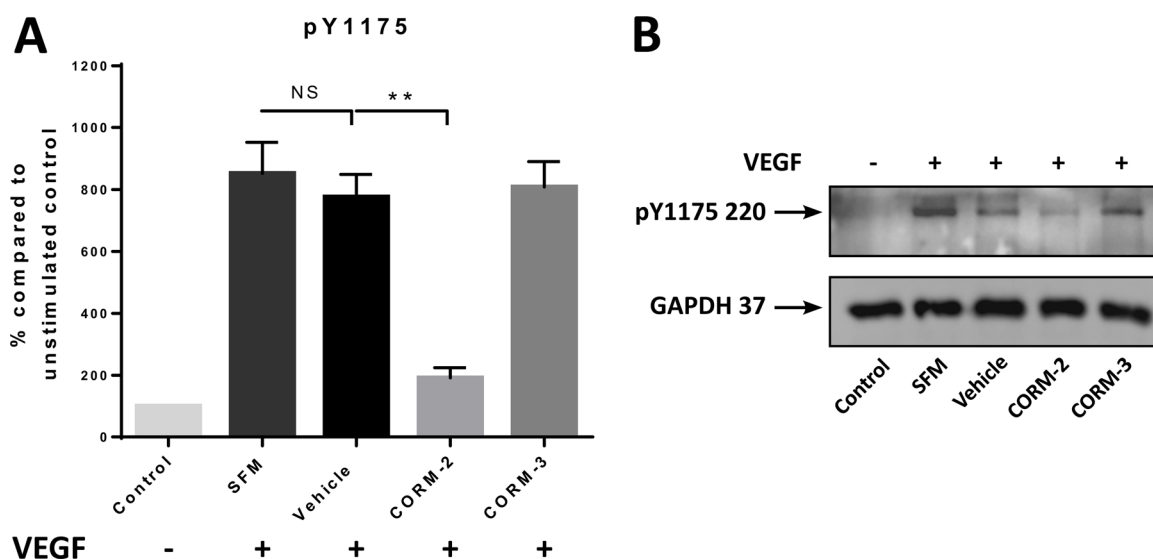 A
pY1175
% compared to
unstimulated control
1200
1000
800
600
400
200
0
NS
**
Control
SFM
Vehicle
CORM-2
CORM-3
VEGF - + + + +
B
VEGF - + + + +
pY1175 220
GAPDH 37
Control
SFM
Vehicle
CORM-2
CORM-3